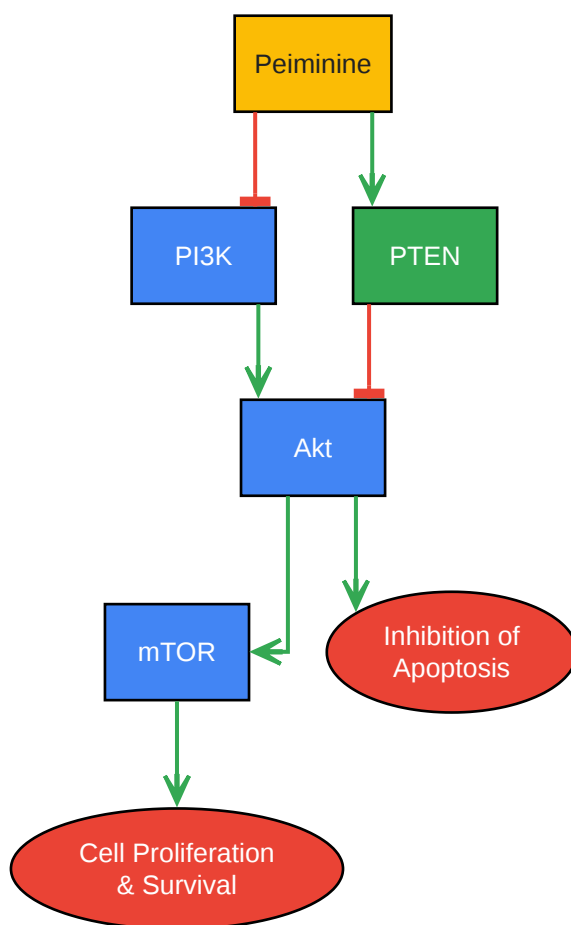 Peiminine
PI3K
PTEN
Akt
mTOR
Inhibition of
Apoptosis
Cell Proliferation
& Survival